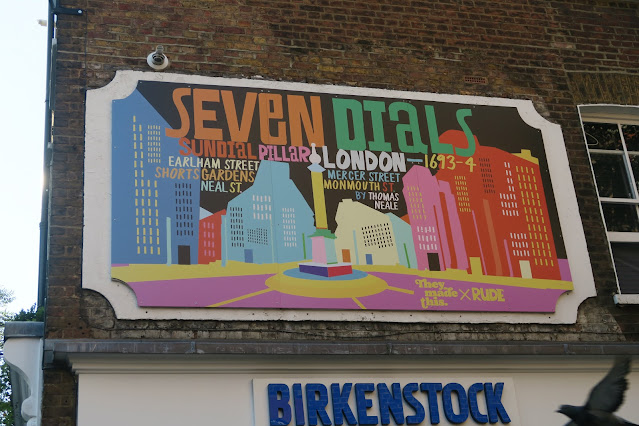 SEVEN DIALS
SUNDIAL PILLAR LONDON—1693-4
EARLHAM STREET
SHORTS GARDENS
NEAL ST.
MERCER STREET
MONMOUTH ST.
BY THOMAS
NEALE
They
made
this. X RUDE
BIRKENSTOCK